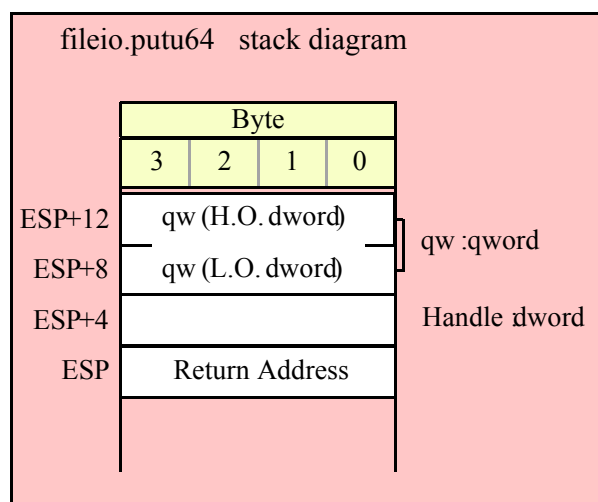 fileio.putu64 stack diagram
Byte
3 2 1 0
ESP+12 qw (H.O. dword)
qw :qword
ESP+8 qw (L.O. dword)
ESP+4 Handle :dword
ESP Return Address